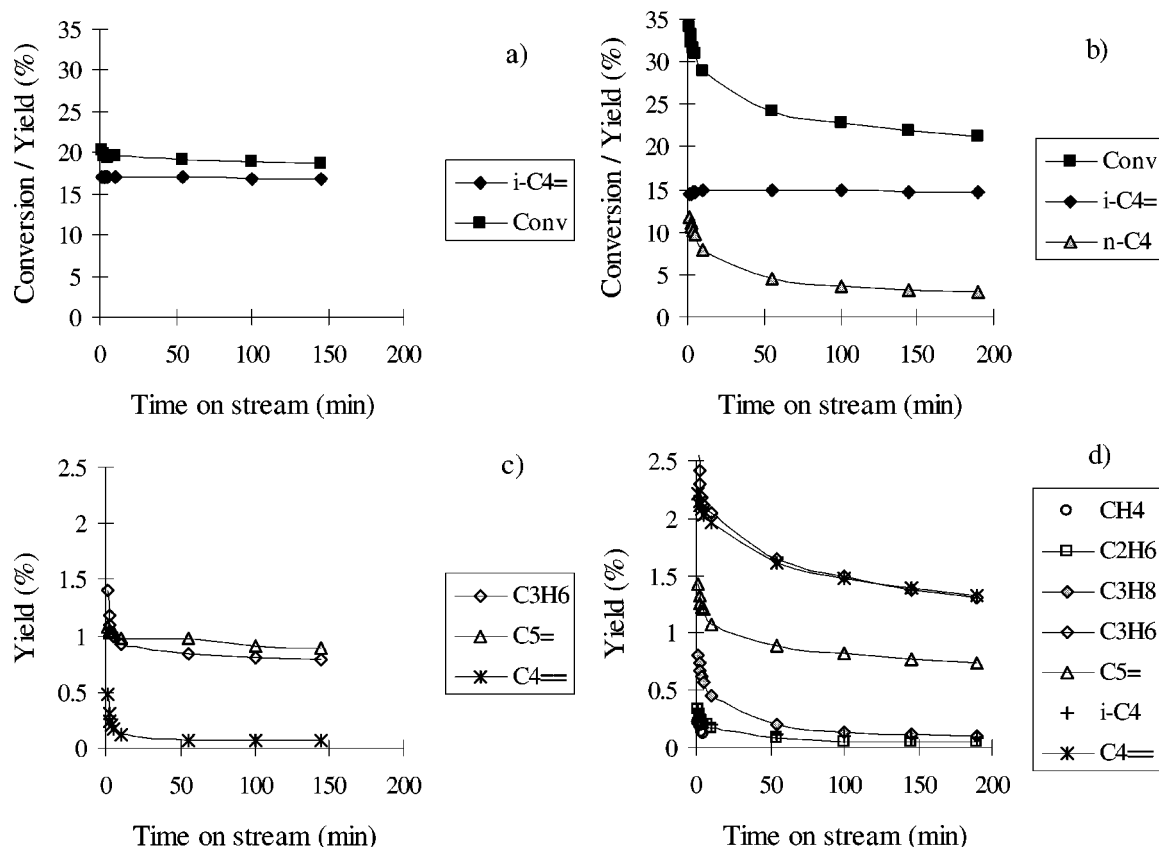 a)
Conversion / Yield (%)
35
30
25
20
15
10
5
0
0 50 100 150 200
Time on stream (min)
i-C4=
Conv
b)
Conversion / Yield (%)
35
30
25
20
15
10
5
0
0 50 100 150 200
Time on stream (min)
Conv
i-C4=
n-C4
c)
Yield (%)
2.5
2
1.5
1
0.5
0
0 50 100 150 200
Time on stream (min)
C3H6
C5=
C4==
d)
Yield (%)
2.5
2
1.5
1
0.5
0
0 50 100 150 200
Time on stream (min)
CH4
C2H6
C3H8
C3H6
C5=
i-C4
C4==